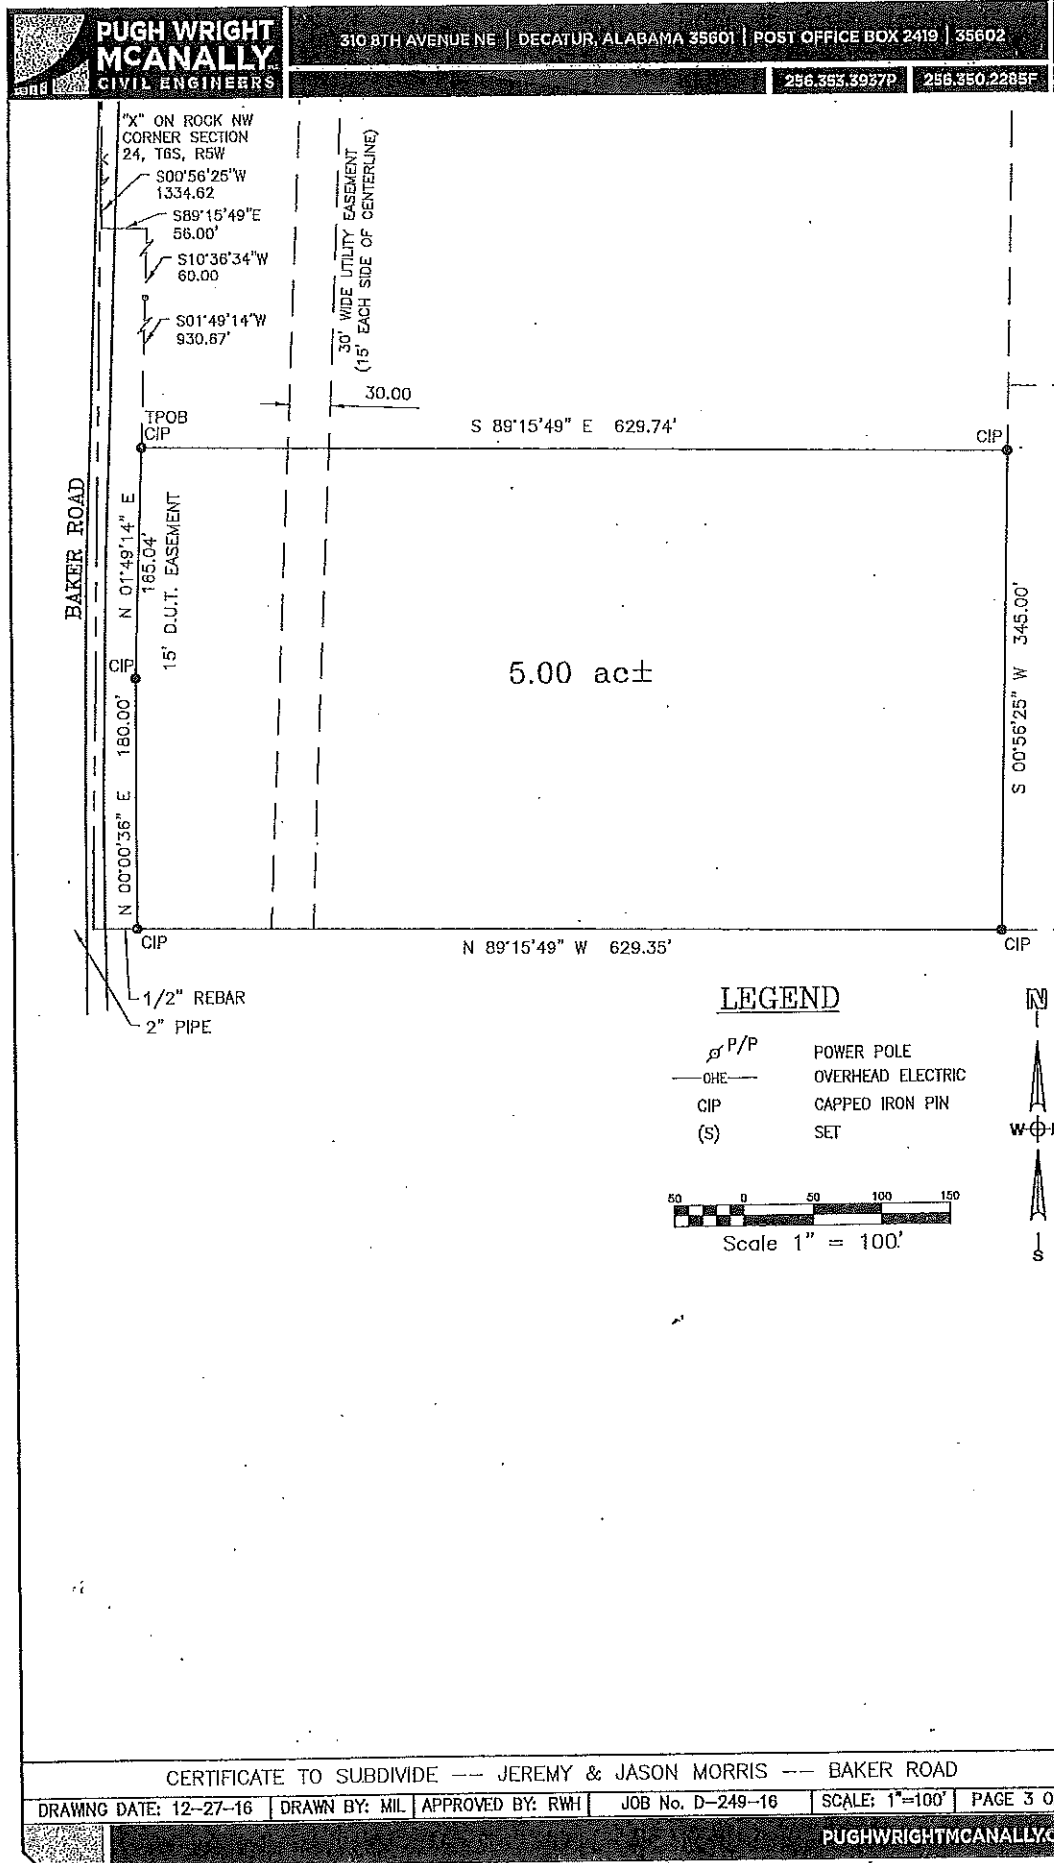 PUGH WRIGHT
MCANALLY
CIVIL ENGINEERS
310 8TH AVENUE NE | DECATUR, ALABAMA 35601 | POST OFFICE BOX 2419 | 35602
256.353.3937P
256.350.2285F
"X" ON ROCK NW
CORNER SECTION
24, T6S, R5W
S00°56'25"W
1334.62
S89°15'49"E
56.00'
S10°36'34"W
60.00
S01°49'14"W
930.67'
30' WIDE UTILITY EASEMENT
(15' EACH SIDE OF CENTERLINE)
30.00
TPOB
CIP
S 89°15'49" E 629.74'
CIP
BAKER ROAD
N 01°49'14" E
165.04'
15' D.U.T. EASEMENT
CIP
5.00 ac±
S 00°56'25" W 345.00'
N 00°00'36" E 180.00'
CIP
N 89°15'49" W 629.35'
CIP
1/2" REBAR
2" PIPE
LEGEND
P/P POWER POLE
OHE OVERHEAD ELECTRIC
CIP CAPPED IRON PIN
(S) SET
N
W
S
50 0 50 100 150
Scale 1" = 100'
CERTIFICATE TO SUBDIVIDE -- JEREMY & JASON MORRIS -- BAKER ROAD
DRAWING DATE: 12-27-16 DRAWN BY: MIL APPROVED BY: RWH JOB No. D-249-16 SCALE: 1"=100' PAGE 3 O
PUGHWRIGHTMCANALLY.C